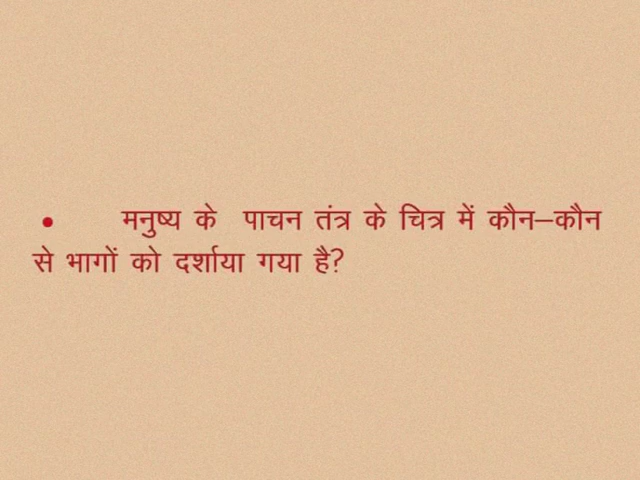 • मनुष्य के पाचन तंत्र के चित्र में कौन–कौन
से भागों को दर्शाया गया है?